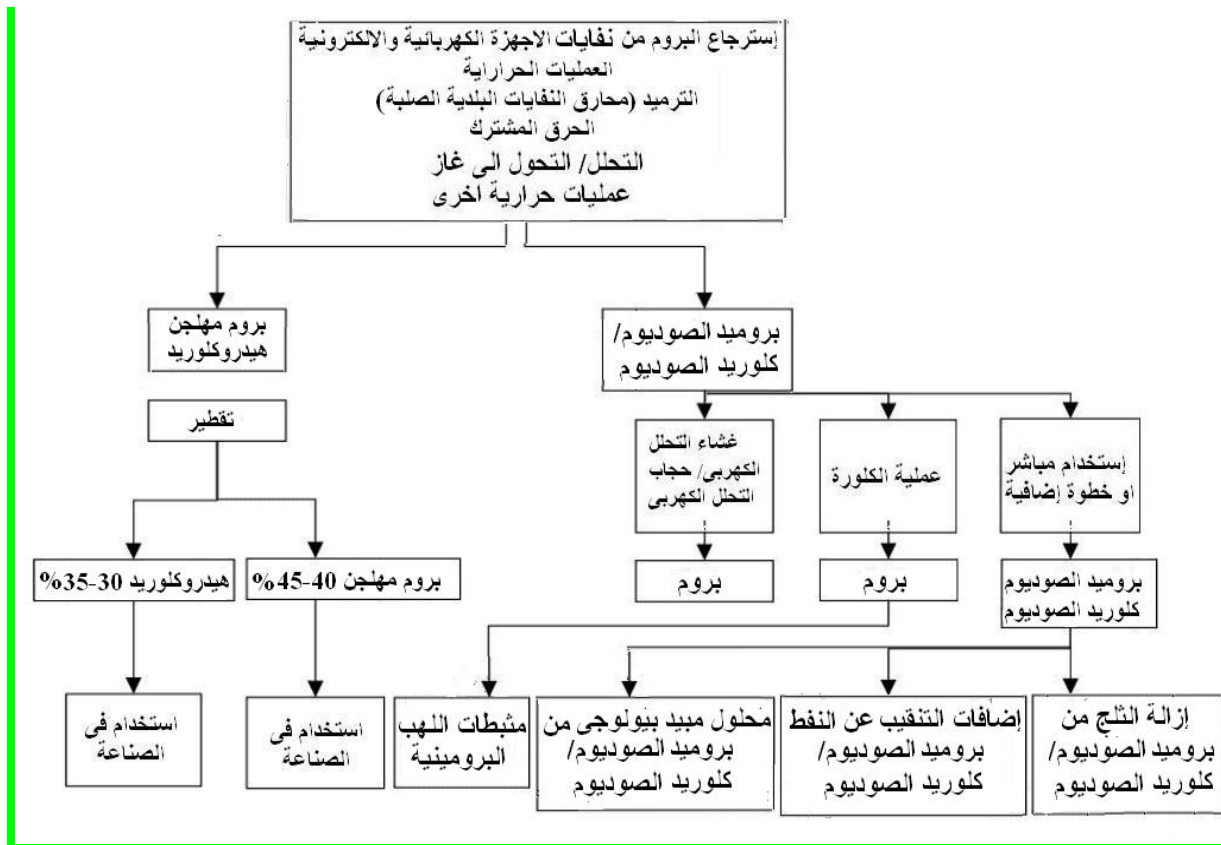 إسترجاع البروم من نفايات الاجهزة الكهربائية والالكترونية
العمليات الحراراية
الترميد (محارق النفايات البلدية الصلبة)
الحرق المشترك
التحلل/ التحول الى غاز
عمليات حرارية اخرى
بروميد الصوديوم/
كلوريد الصوديوم
بروم مهلجن
هيدروكلوريد
تقطير
إستخدام مباشر
او خطوة إضافية
عملية الكلورة
غشاء التحلل
الكهربى/ حجاب
التحلل الكهربى
بروميد الصوديوم
كلوريد الصوديوم
بروم
بروم
بروم مهلجن 40-45%
هيدروكلوريد 30-35%
إزالة الثلج من
بروميد الصوديوم/
كلوريد الصوديوم
إضافات التنقيب عن النفط
بروميد الصوديوم/
كلوريد الصوديوم
محلول مبيد بيولوجى من
بروميد الصوديوم/
كلوريد الصوديوم
مثبطات اللهب
البرومينية
استخدام فى
الصناعة
استخدام فى
الصناعة